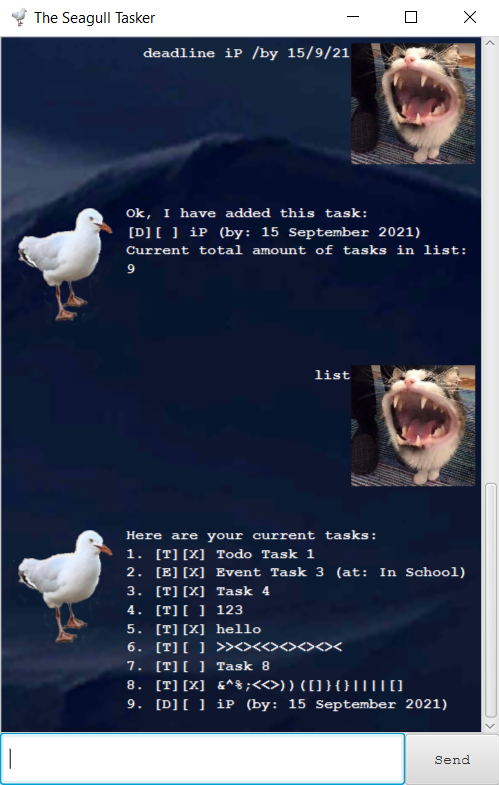 The Seagull Tasker
deadline iP /by 15/9/21
Ok, I have added this task:
[D][ ] iP (by: 15 September 2021)
Current total amount of tasks in list:
9
list
Here are your current tasks:
1. [T][X] Todo Task 1
2. [E][X] Event Task 3 (at: In School)
3. [T][X] Task 4
4. [T][ ] 123
5. [T][X] hello
6. [T][ ] >><><<><><><><
7. [T][ ] Task 8
8. [T][X] &^%;<<>))([]}{}||||[]
9. [D][ ] iP (by: 15 September 2021)
Send